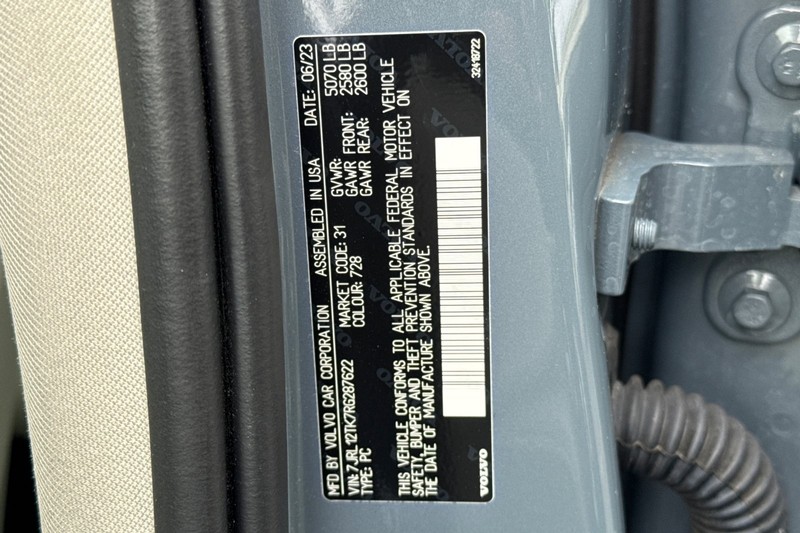 MFD BY VOLVO CAR CORPORATION ASSEMBLED IN USA DATE: 06/23
VIN: 7JRL12TK7RG287622 MARKET CODE: 31 GVWR: 5070 LB
TYPE: PC COLOUR: 728 GAWR FRONT: 2580 LB
GAWR REAR: 2600 LB
THIS VEHICLE CONFORMS TO ALL APPLICABLE FEDERAL MOTOR VEHICLE
SAFETY, BUMPER AND THEFT PREVENTION STANDARDS IN EFFECT ON
THE DATE OF MANUFACTURE SHOWN ABOVE.
VOLVO 32419722